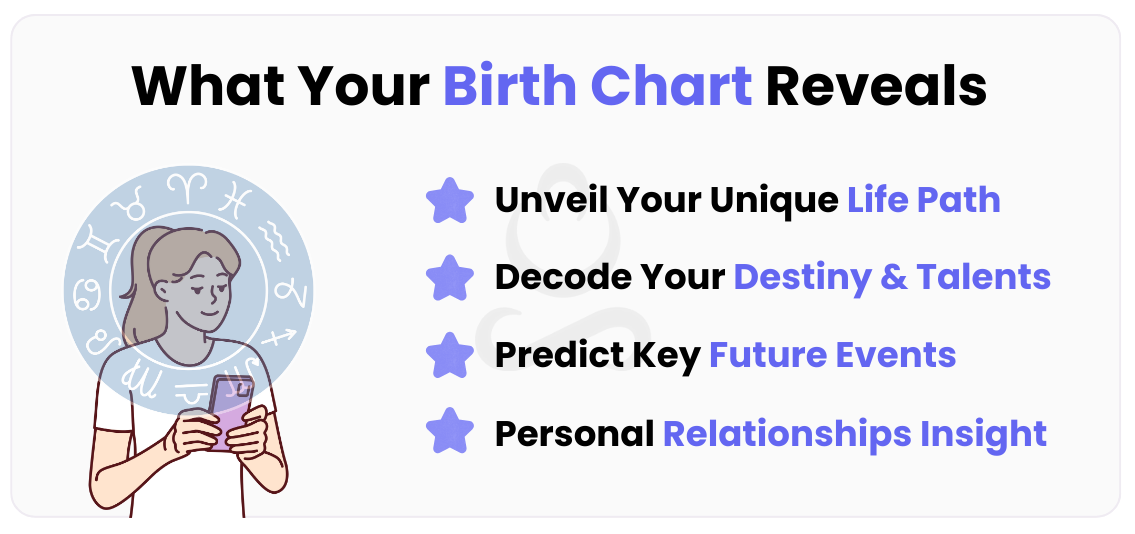 What Your Birth Chart Reveals
Unveil Your Unique Life Path
Decode Your Destiny & Talents
Predict Key Future Events
Personal Relationships Insight